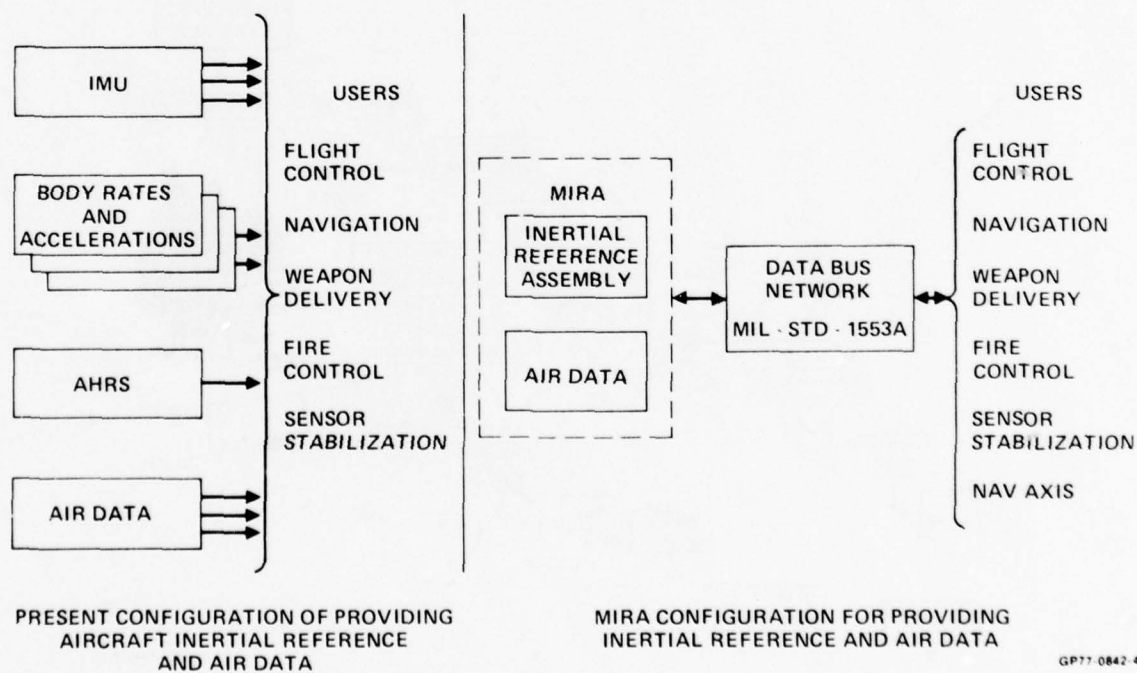 IMU
BODY RATES
AND
ACCELERATIONS
AHRS
AIR DATA
USERS
FLIGHT
CONTROL
NAVIGATION
WEAPON
DELIVERY
FIRE
CONTROL
SENSOR
STABILIZATION
PRESENT CONFIGURATION OF PROVIDING
AIRCRAFT INERTIAL REFERENCE
AND AIR DATA
MIRA
INERTIAL
REFERENCE
ASSEMBLY
AIR DATA
DATA BUS
NETWORK
MIL - STD - 1553A
USERS
FLIGHT
CONTROL
NAVIGATION
WEAPON
DELIVERY
FIRE
CONTROL
SENSOR
STABILIZATION
NAV AXIS
MIRA CONFIGURATION FOR PROVIDING
INERTIAL REFERENCE AND AIR DATA
GP77-0842-4